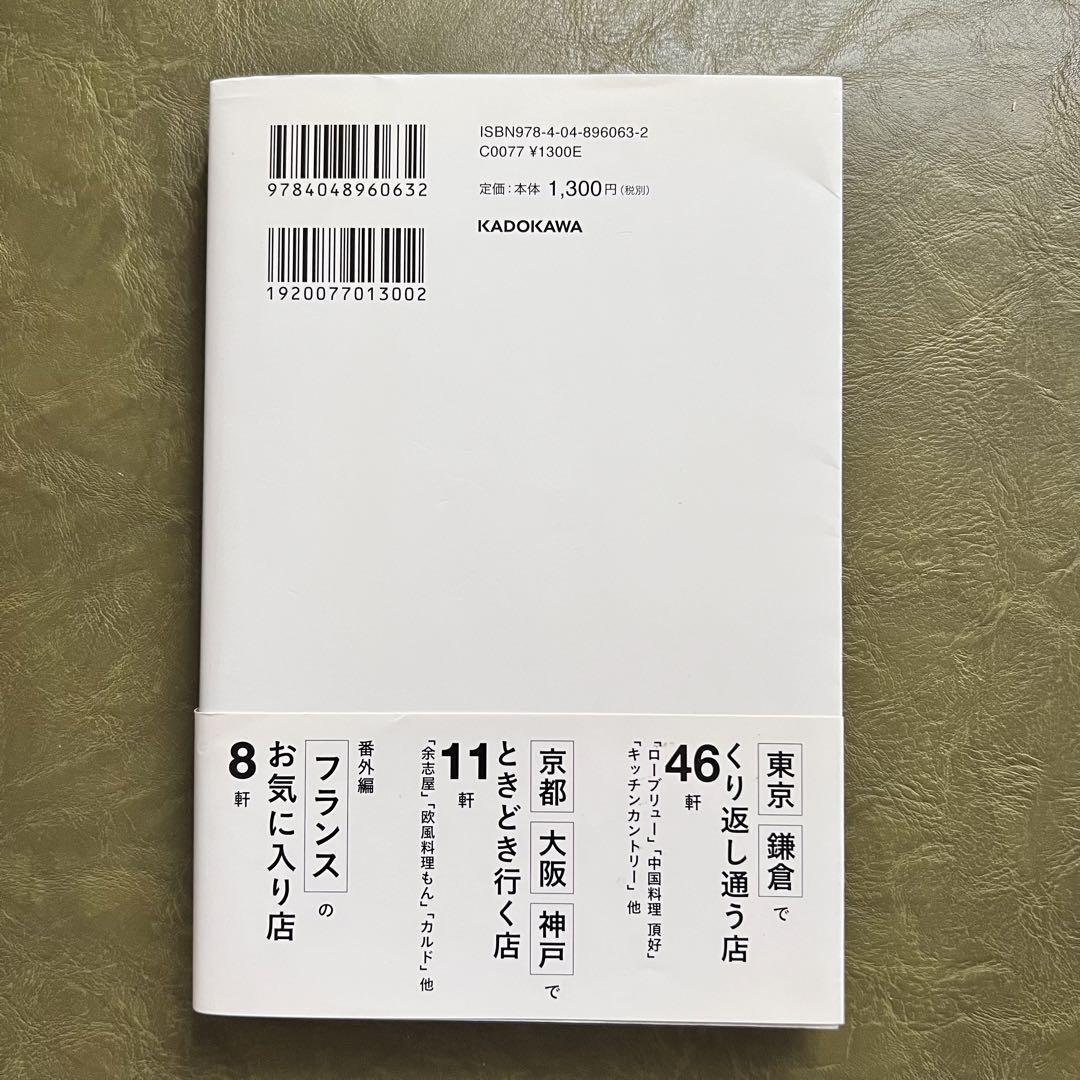 9784048960632
1920077013002
ISBN978-4-04-896063-2
C0077 ¥1300E
定価：本体 1,300円（税別）
KADOKAWA
東京 鎌倉で
くり返し通う店
46軒
「ローブリュー」「中国料理 頂好」
「キッチンカントリー」他
京都 大阪 神戸で
ときどき行く店
11軒
「余志屋」「欧風料理もん」「カルド」他
番外編
フランスの
お気に入り店
8軒